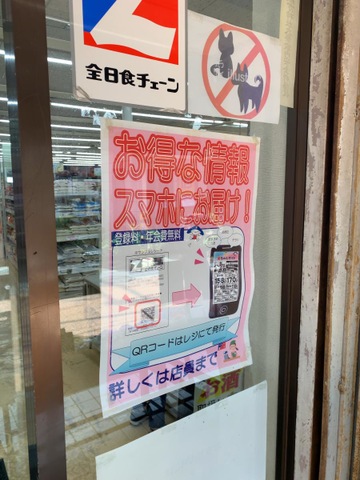 全日食チェーン
お得な情報
スマホにお届け!
登録料・年会費無料
QRコードはレジにて発行
詳しくは店員まで
お酒